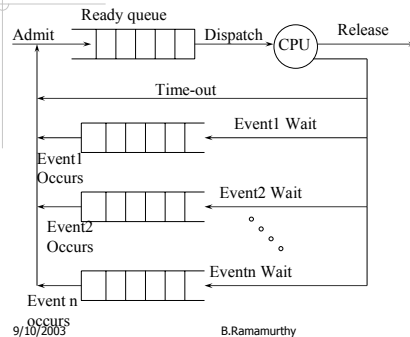 Ready queue
Admit
Dispatch
CPU
Release
Time-out
Event1 Wait
Event1
Occurs
Event2 Wait
Event2
Occurs
Eventn Wait
Event n
occurs
9/10/2003
B.Ramamurthy